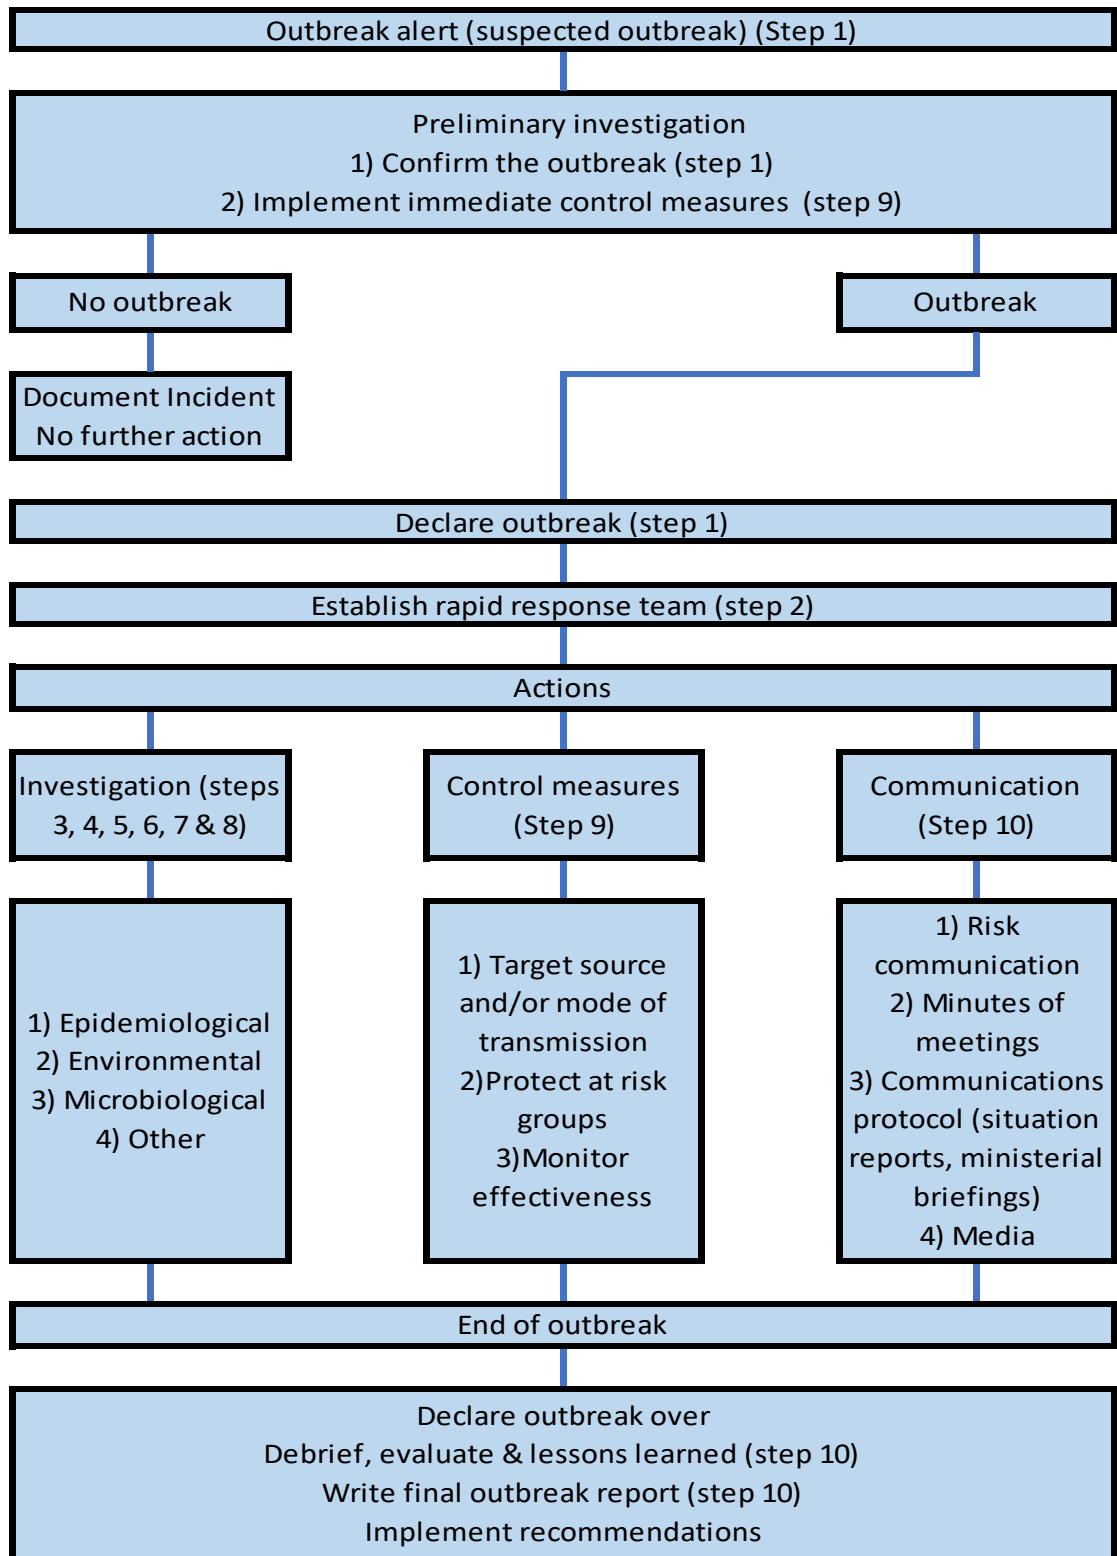 Outbreak alert (suspected outbreak) (Step 1)
Preliminary investigation
1) Confirm the outbreak (step 1)
2) Implement immediate control measures  (step 9)
No outbreak
Outbreak
Document Incident
No further action
Declare outbreak (step 1)
Establish rapid response team (step 2)
Actions
Investigation (steps
3, 4, 5, 6, 7 & 8)
Control measures
(Step 9)
Communication
(Step 10)
1) Epidemiological
2) Environmental
3) Microbiological
4) Other
1) Target source
and/or mode of
transmission
2)Protect at risk
groups
3)Monitor
effectiveness
1) Risk
communication
2) Minutes of
meetings
3) Communications
protocol (situation
reports, ministerial
briefings)
4) Media
End of outbreak
Declare outbreak over
Debrief, evaluate & lessons learned (step 10)
Write final outbreak report (step 10)
Implement recommendations